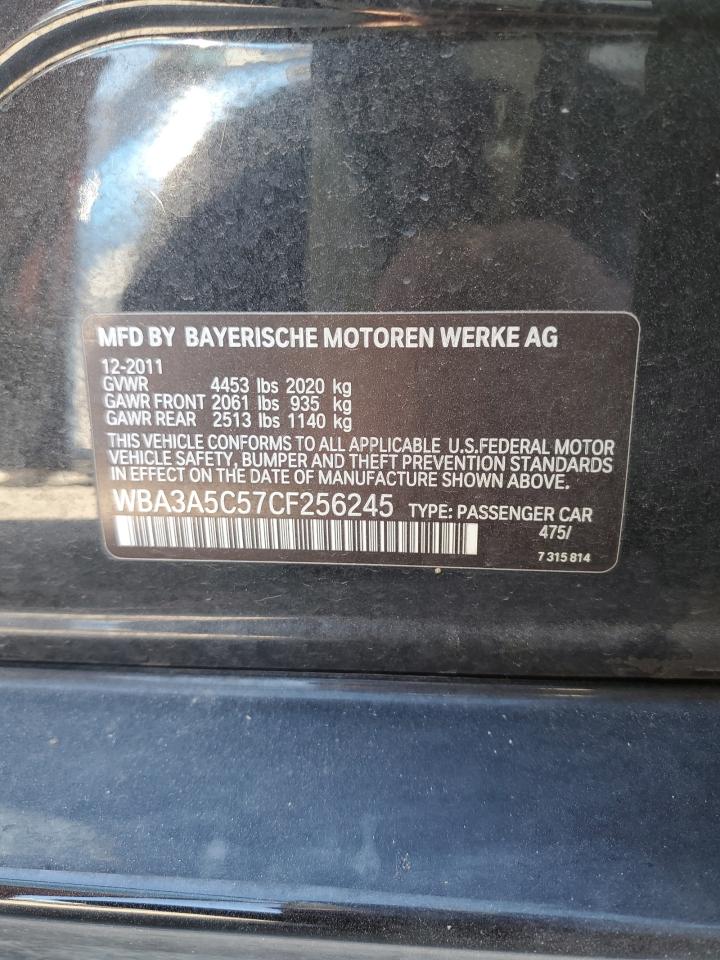 MFD BY BAYERISCHE MOTOREN WERKE AG
12-2011
GVWR 4453 lbs 2020 kg
GAWR FRONT 2061 lbs 935 kg
GAWR REAR 2513 lbs 1140 kg
THIS VEHICLE CONFORMS TO ALL APPLICABLE U.S.FEDERAL MOTOR
VEHICLE SAFETY, BUMPER AND THEFT PREVENTION STANDARDS
IN EFFECT ON THE DATE OF MANUFACTURE SHOWN ABOVE.
WBA3A5C57CF256245 TYPE: PASSENGER CAR
475/
7 315 814